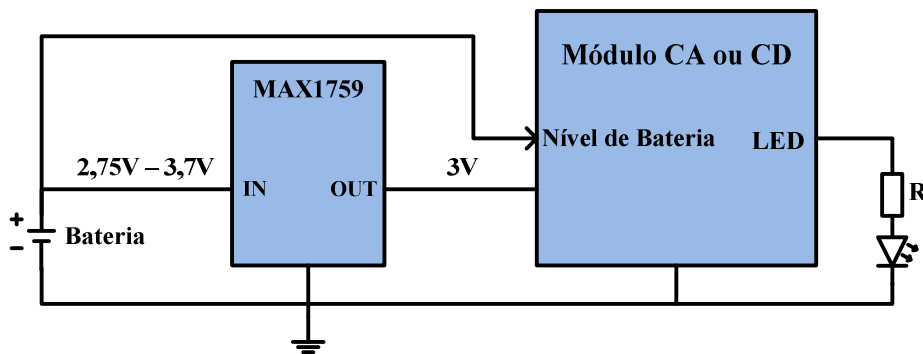 Módulo CA ou CD
MAX1759
Nível de Bateria
LED
2,75V – 3,7V
IN
OUT
3V
R
+
−
Bateria